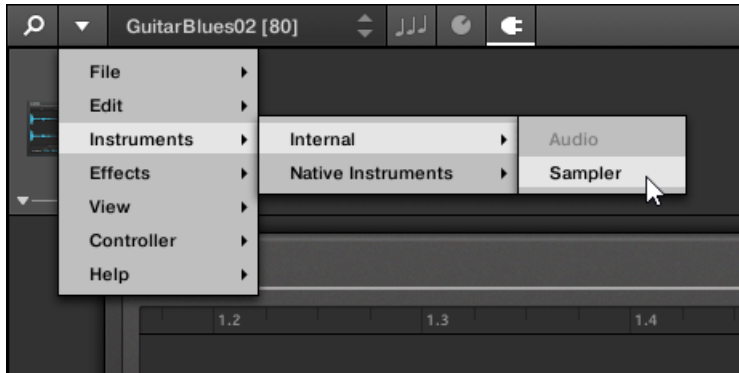 GuitarBlues02 [80]
File
Edit
Instruments
Internal
Audio
Effects
Native Instruments
Sampler
View
Controller
Help
1.2
1.3
1.4